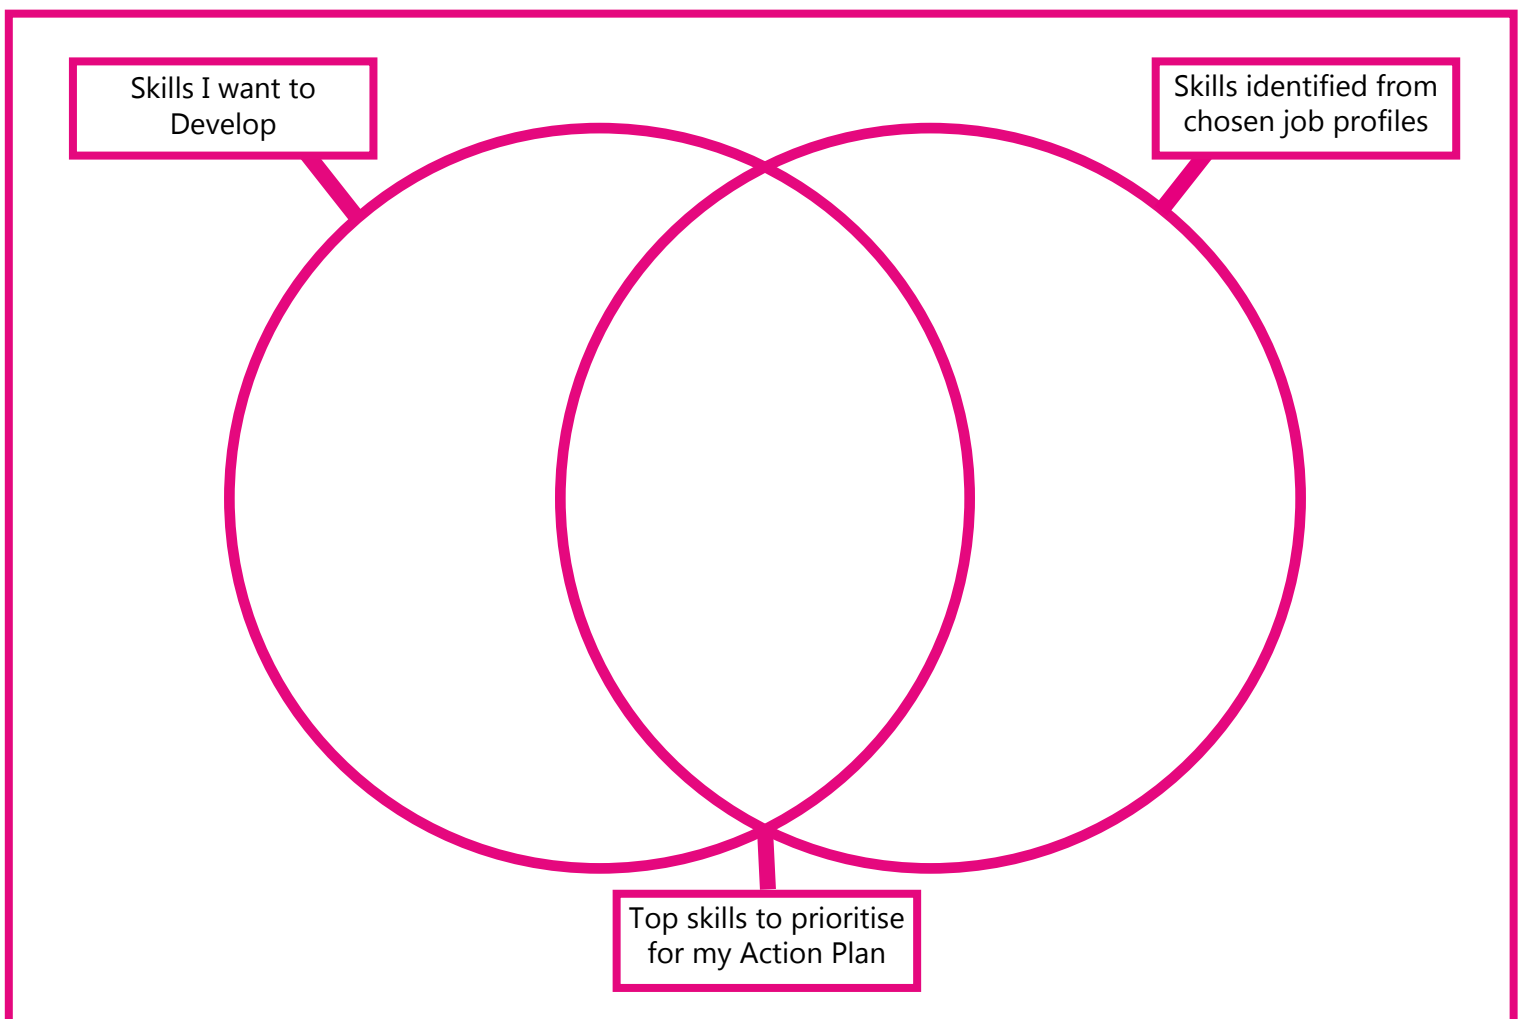 Skills I want to
Develop
Skills identified from
chosen job profiles
Top skills to prioritise
for my Action Plan